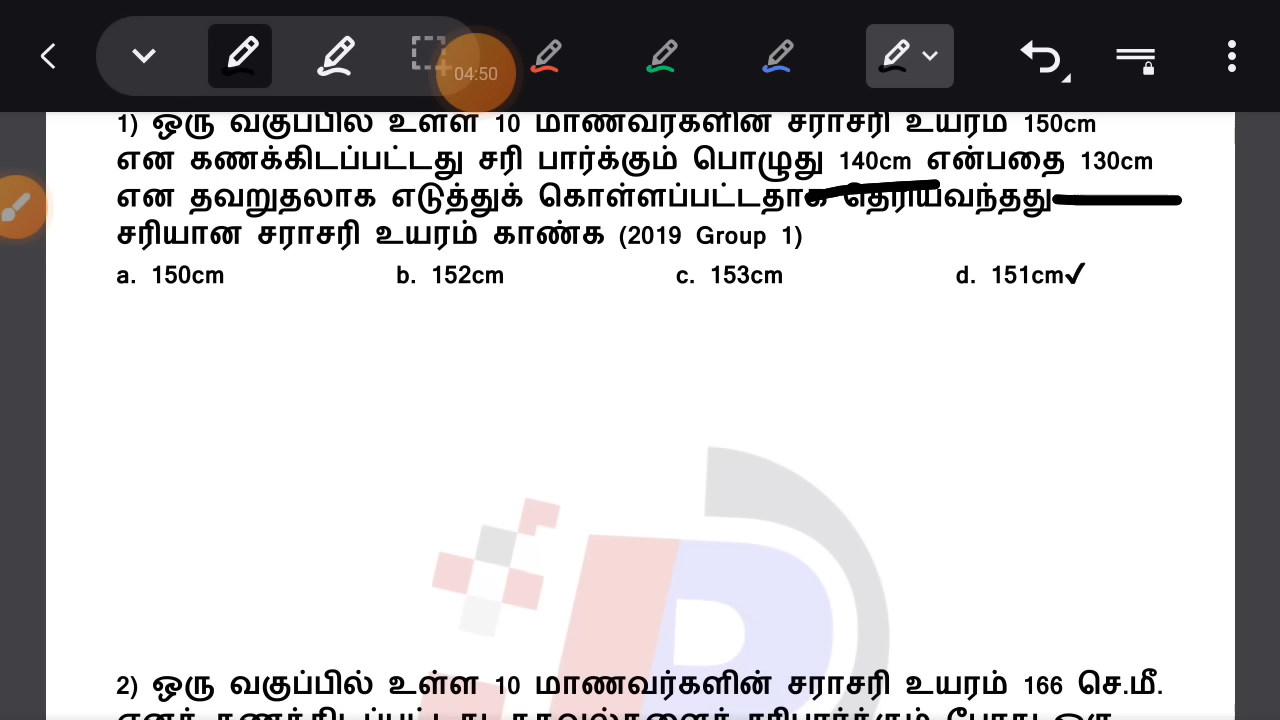 04:50
1) ஒரு வகுப்பில் உள்ள 10 மாணவர்களின் சராசரி உயரம் 150cm
என கணக்கிடப்பட்டது சரி பார்க்கும் பொழுது 140cm என்பதை 130cm
என தவறுதலாக எடுத்துக் கொள்ளப்பட்டதாக தெரியவந்தது
சரியான சராசரி உயரம் காண்க (2019 Group 1)
a. 150cm b. 152cm c. 153cm d. 151cm✓
2) ஒரு வகுப்பில் உள்ள 10 மாணவர்களின் சராசரி உயரம் 166 செ.மீ.